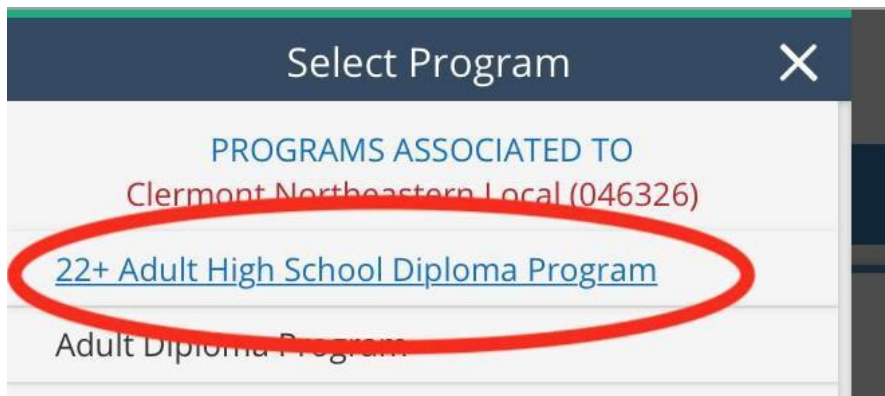 Select Program
PROGRAMS ASSOCIATED TO
Clermont Northeastern Local (046326)
22+ Adult High School Diploma Program
Adult Diploma Program